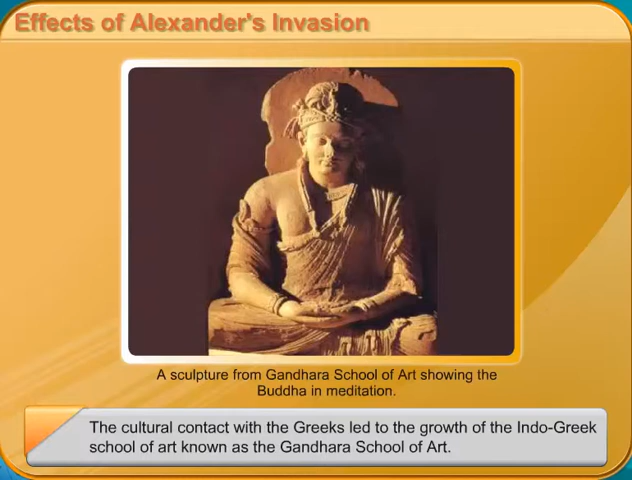 Effects of Alexander's Invasion
A sculpture from Gandhara School of Art showing the
Buddha in meditation.
The cultural contact with the Greeks led to the growth of the Indo-Greek
school of art known as the Gandhara School of Art.